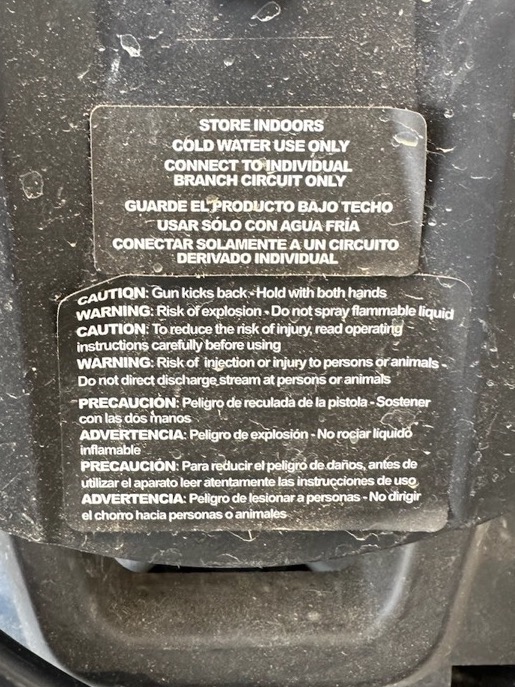 STORE INDOORS
COLD WATER USE ONLY
CONNECT TO INDIVIDUAL
BRANCH CIRCUIT ONLY
GUARDE EL PRODUCTO BAJO TECHO
USAR SÓLO CON AGUA FRÍA
CONECTAR SOLAMENTE A UN CIRCUITO
DERIVADO INDIVIDUAL
CAUTION: Gun kicks back - Hold with both hands
WARNING: Risk of explosion - Do not spray flammable liquid
CAUTION: To reduce the risk of injury, read operating
instructions carefully before using
WARNING: Risk of injection or injury to persons or animals -
Do not direct discharge stream at persons or animals
PRECAUCIÓN: Peligro de reculada de la pistola - Sostener
con las dos manos
ADVERTENCIA: Peligro de explosión - No rociar líquido
inflamable
PRECAUCIÓN: Para reducir el peligro de daños, antes de
utilizar el aparato leer atentamente las instrucciones de uso
ADVERTENCIA: Peligro de lesionar a personas - No dirigir
el chorro hacia personas o animales